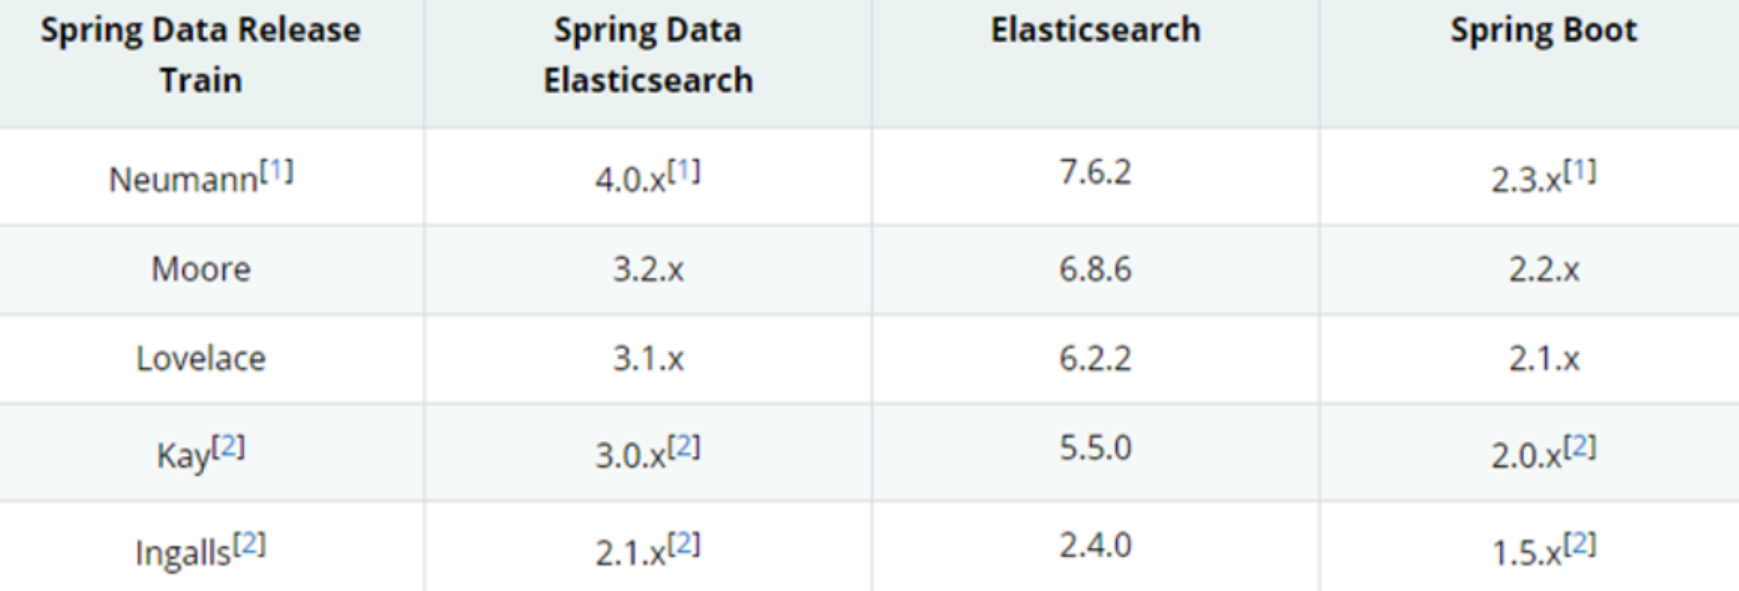 Spring Data Release Train Spring Data Elasticsearch Elasticsearch Spring Boot
Neumann[1] 4.0.x[1] 7.6.2 2.3.x[1]
Moore 3.2.x 6.8.6 2.2.x
Lovelace 3.1.x 6.2.2 2.1.x
Kay[2] 3.0.x[2] 5.5.0 2.0.x[2]
Ingalls[2] 2.1.x[2] 2.4.0 1.5.x[2]